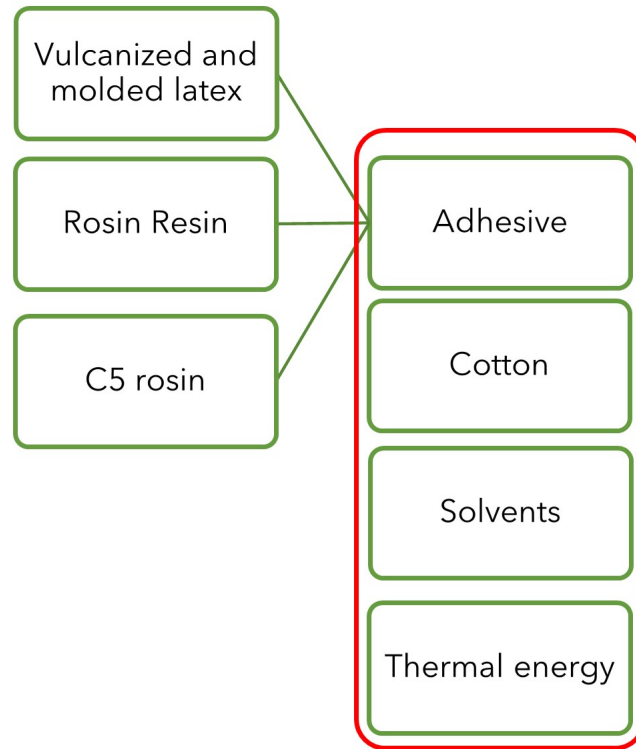 Vulcanized and
molded latex
Rosin Resin
C5 rosin
Adhesive
Cotton
Solvents
Thermal energy